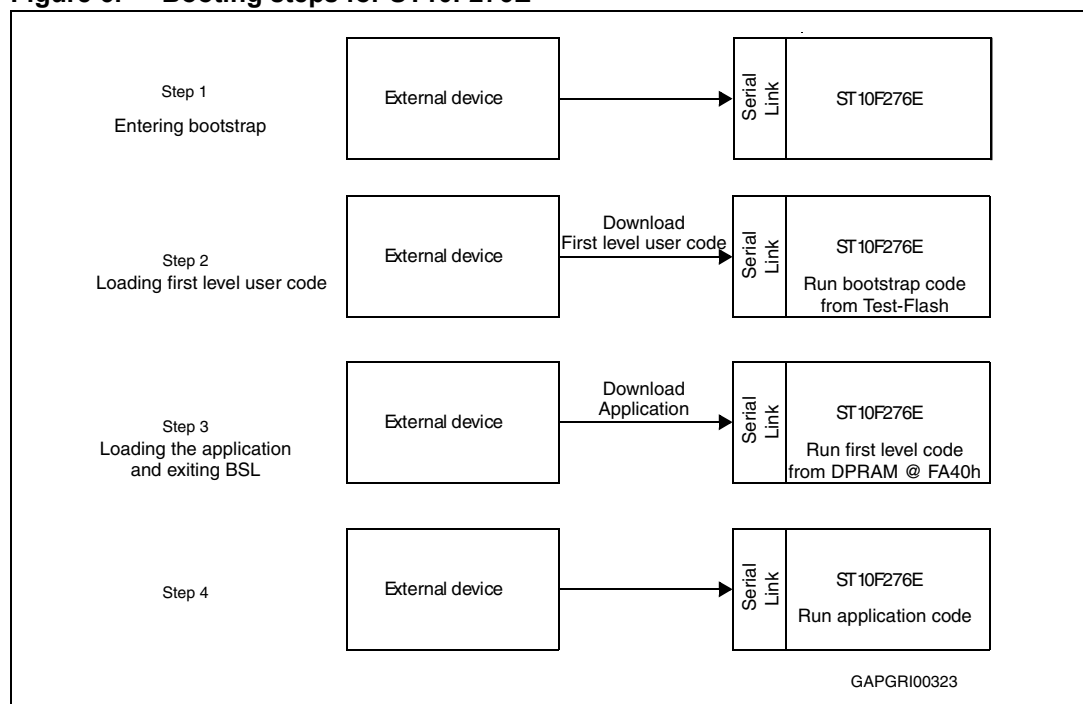 Figure Booting steps for ST10F276E
Step 1
Entering bootstrap
External device
Serial
Link
ST10F276E
Step 2
Loading first level user code
External device
Download
First level user code
Serial
Link
ST10F276E
Run bootstrap code
from Test-Flash
Step 3
Loading the application
and exiting BSL
External device
Download
Application
Serial
Link
ST10F276E
Run first level code
from DPRAM @ FA40h
Step 4
External device
Serial
Link
ST10F276E
Run application code
GAPGRI00323